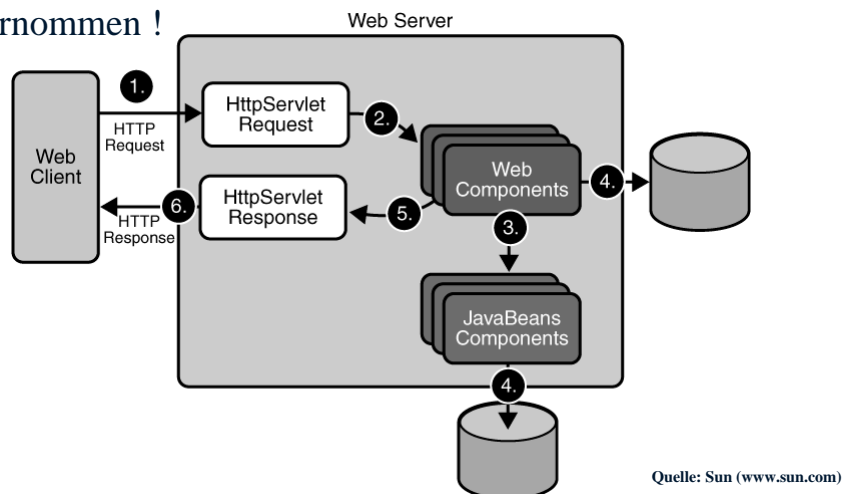 rnommen !
Web Server
1.
HTTP
Request
HttpServlet
Request
2.
Web
Client
Web
Components
4.
HttpServlet
Response
5.
6.
HTTP
Response
3.
JavaBeans
Components
4.
Quelle: Sun (www.sun.com)